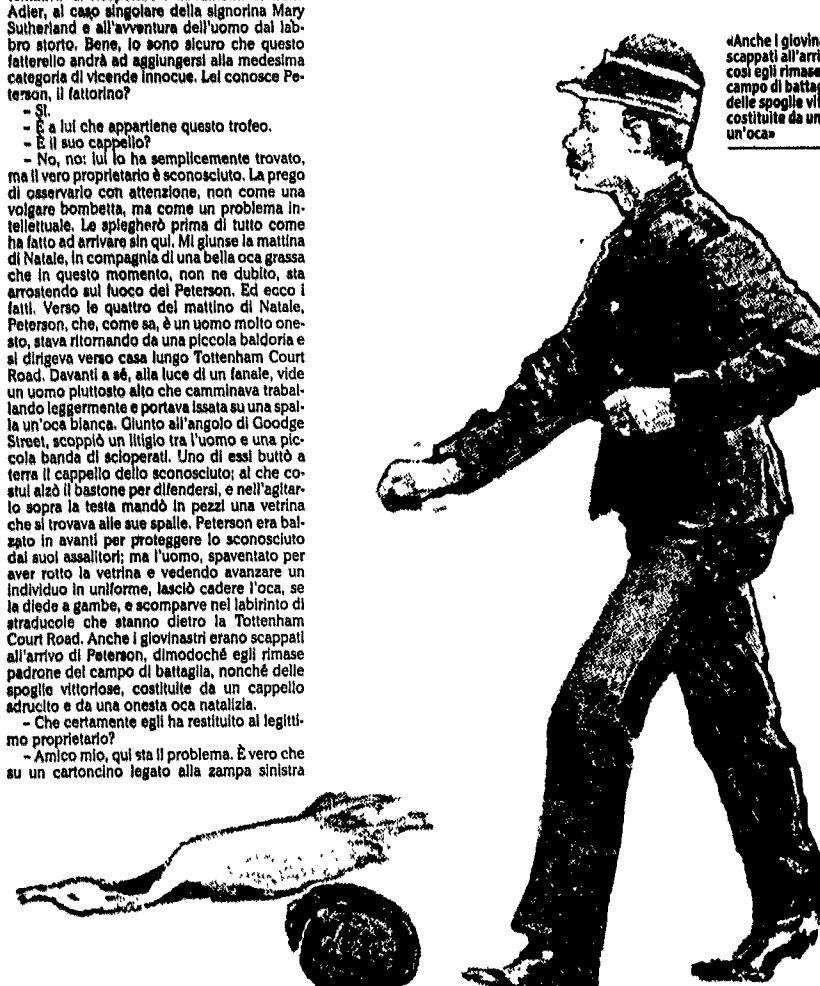 Adler, al caso singolare della signorina Mary
Sutherland e all'avventura dell'uomo dal lab-
bro storto. Bene, io sono sicuro che questo
fatterello andrà ad aggiungersi alla medesima
categoria di vicende innocue. Lei conosce Pe-
terson, il fattorino?
– Sì.
– È a lui che appartiene questo trofeo.
– È il suo cappello?
– No, no: lui lo ha semplicemente trovato,
ma il vero proprietario è sconosciuto. La prego
di osservarlo con attenzione, non come una
volgare bombetta, ma come un problema in-
tellettuale. Le spiegherò prima di tutto come
ha fatto ad arrivare sin qui. Mi giunse la mattina
di Natale, in compagnia di una bella oca grassa
che in questo momento, non ne dubito, sta
arrostendo sul fuoco dei Peterson. Ed ecco i
fatti. Verso le quattro del mattino di Natale,
Peterson, che, come sa, è un uomo molto one-
sto, stava ritornando da una piccola baldoria e
si dirigeva verso casa lungo Tottenham Court
Road. Davanti a sé, alla luce di un fanale, vide
un uomo piuttosto alto che camminava trabal-
lando leggermente e portava issata su una spal-
la un'oca bianca. Giunto all'angolo di Goodge
Street, scoppiò un litigio tra l'uomo e una pic-
cola banda di scioperati. Uno di essi buttò a
terra il cappello dello sconosciuto; al che co-
stui alzò il bastone per difendersi, e nell'agitar-
lo sopra la testa mandò in pezzi una vetrina
che si trovava alle sue spalle. Peterson era bal-
zato in avanti per proteggere lo sconosciuto
dai suoi assalitori; ma l'uomo, spaventato per
aver rotto la vetrina e vedendo avanzare un
individuo in uniforme, lasciò cadere l'oca, se
la diede a gambe, e scomparve nel labirinto di
straducole che stanno dietro la Tottenham
Court Road. Anche i giovinastri erano scappati
all'arrivo di Peterson, dimodoché egli rimase
padrone del campo di battaglia, nonché delle
spoglie vittoriose, costituite da un cappello
sdrucito e da una onesta oca natalizia.
– Che certamente egli ha restituito al legitti-
mo proprietario?
– Amico mio, qui sta il problema. È vero che
su un cartoncino legato alla zampa sinistra
«Anche i giovina
scappati all'arri
così egli rimase
campo di battag
delle spoglie vit
costituite da un
un'oca»